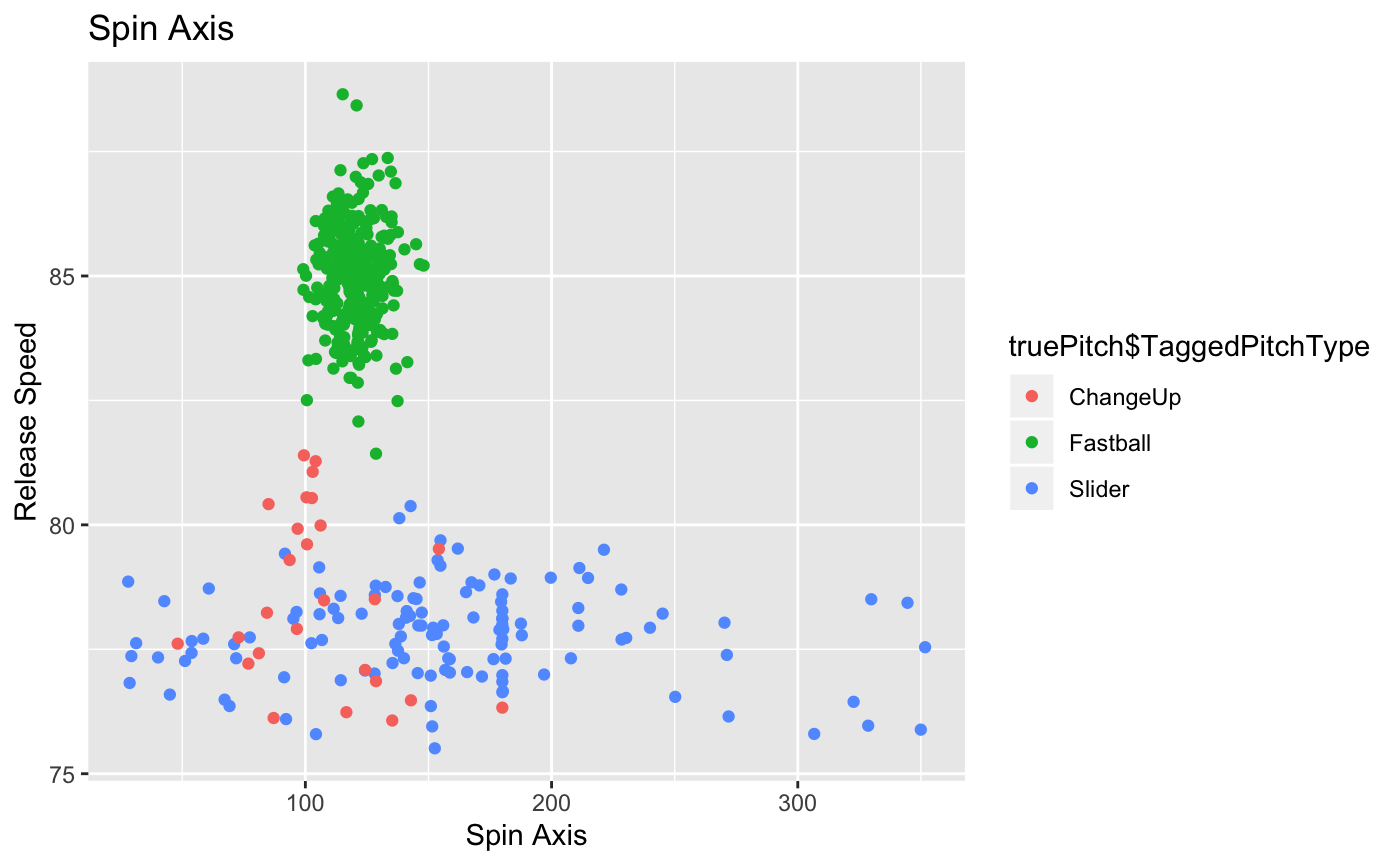 Spin Axis
85
80
75
Release Speed
100 200 300
Spin Axis
truePitch$TaggedPitchType
ChangeUp
Fastball
Slider